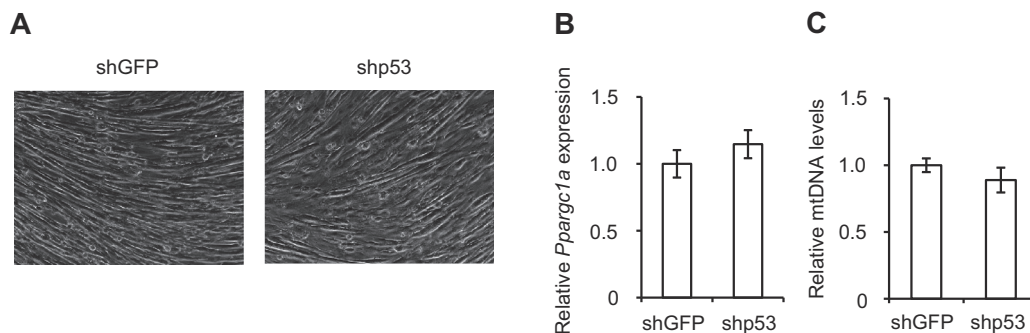 A
shGFP
shp53
B
Relative Ppargc1a expression
1.5
1.0
0.5
0
shGFP
shp53
C
Relative mtDNA levels
1.5
1.0
0.5
0
shGFP
shp53